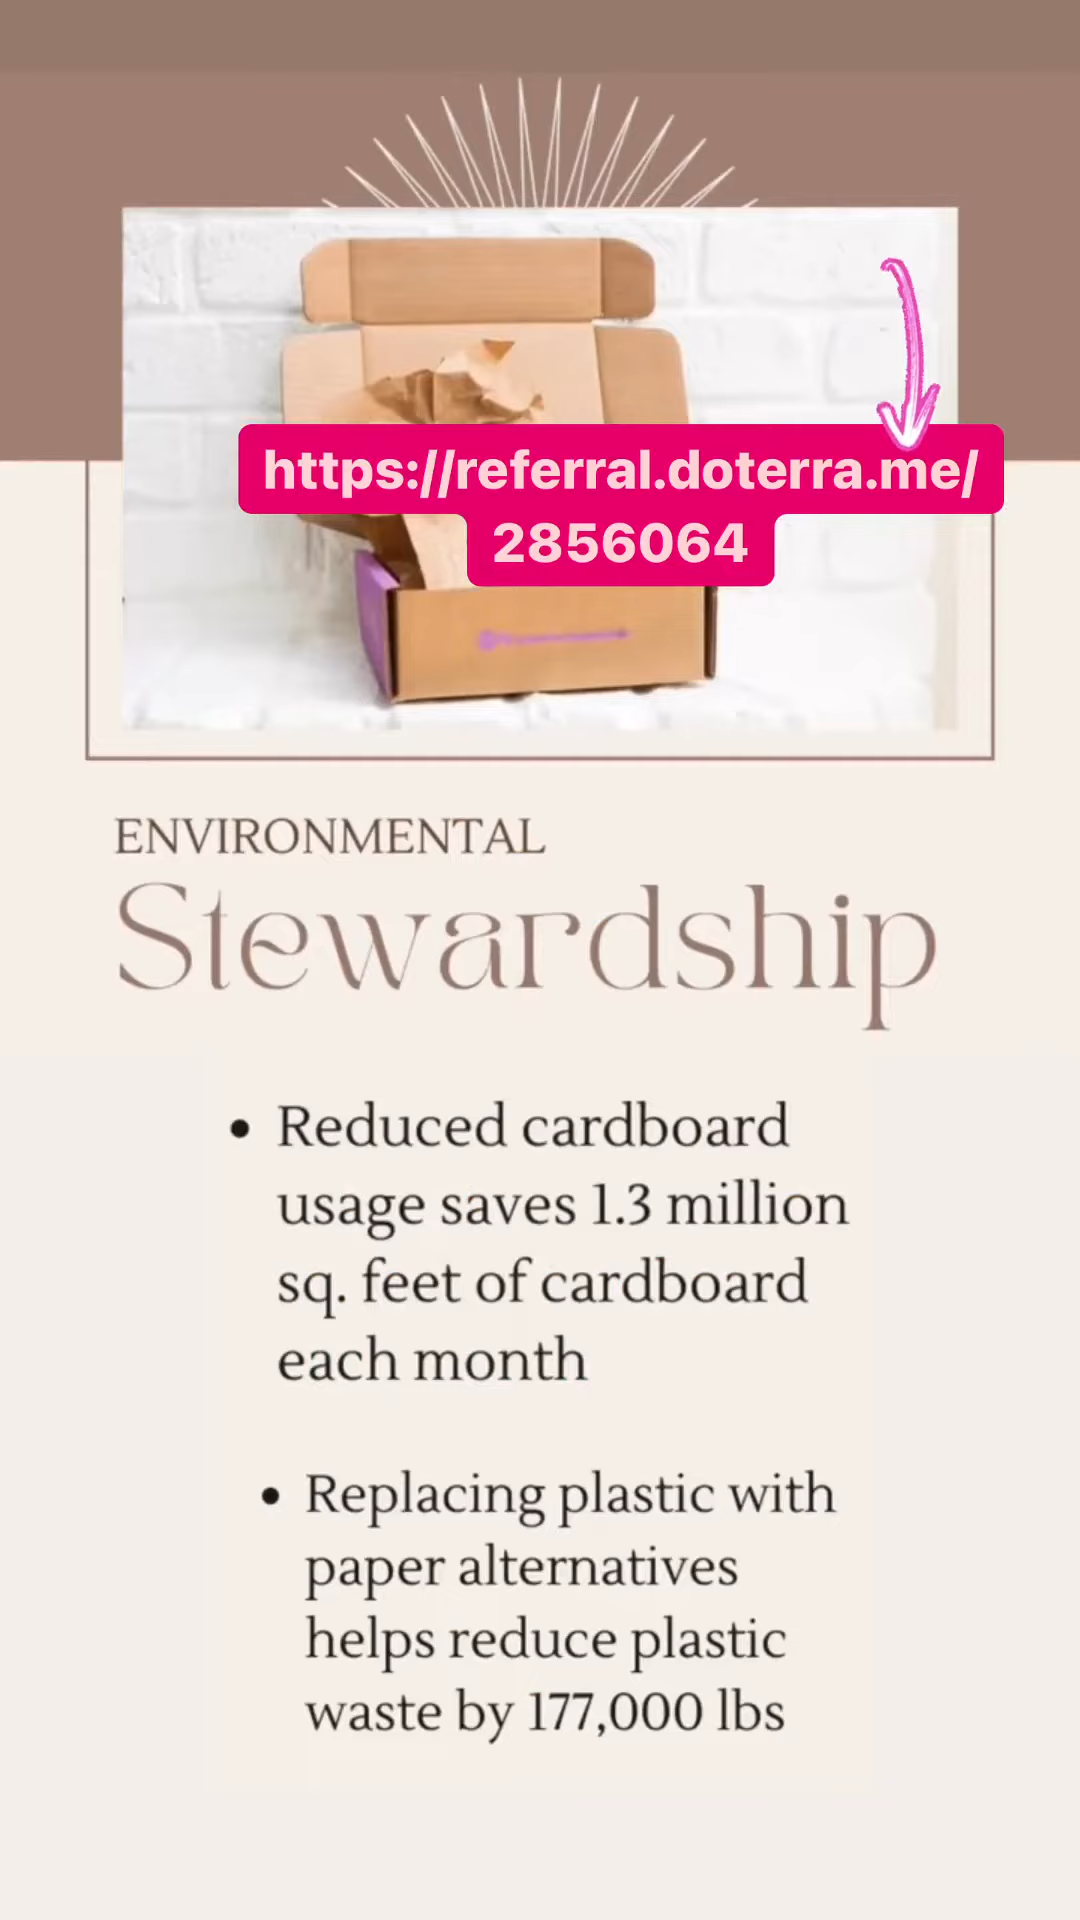 https://referral.doterra.me/
2856064
ENVIRONMENTAL
Stewardship
• Reduced cardboard
usage saves 1.3 million
sq. feet of cardboard
each month
• Replacing plastic with
paper alternatives
helps reduce plastic
waste by 177,000 lbs